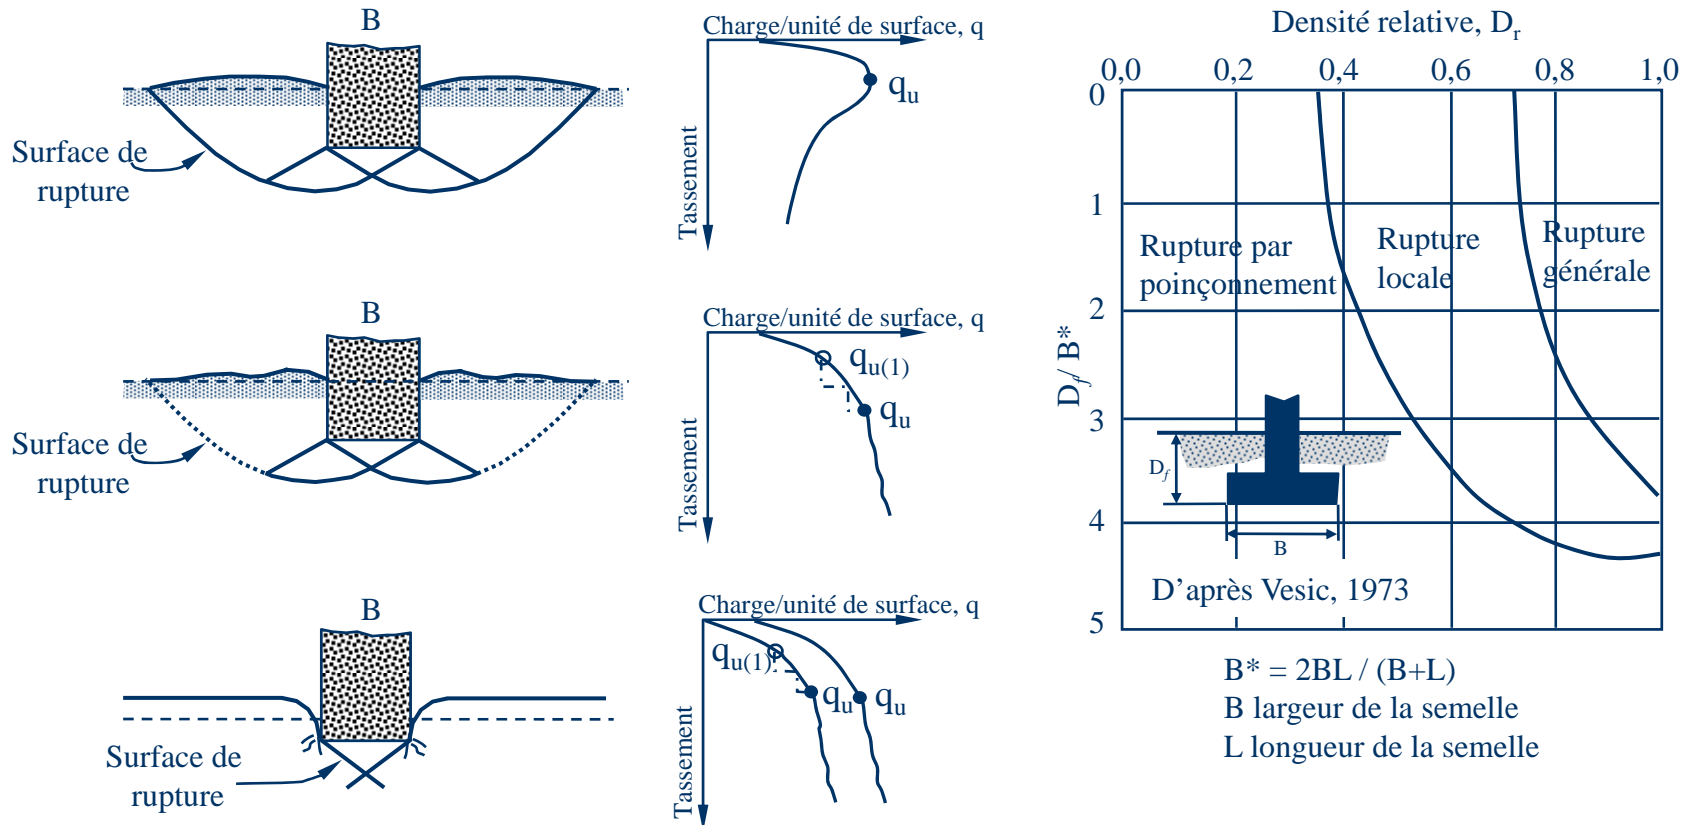 B
Surface de
rupture
Charge/unité de surface, q
qu
Tassement
B
Surface de
rupture
Charge/unité de surface, q
qu(1)
qu
Tassement
B
Surface de
rupture
Charge/unité de surface, q
qu(1)
qu
qu
Tassement
Densité relative, Dr
0,0 0,2 0,4 0,6 0,8 1,0
0
1
2
3
4
5
Df/ B*
Rupture par
poinçonnement
Rupture
locale
Rupture
générale
Df
B
D'après Vesic, 1973
B* = 2BL / (B+L)
B largeur de la semelle
L longueur de la semelle